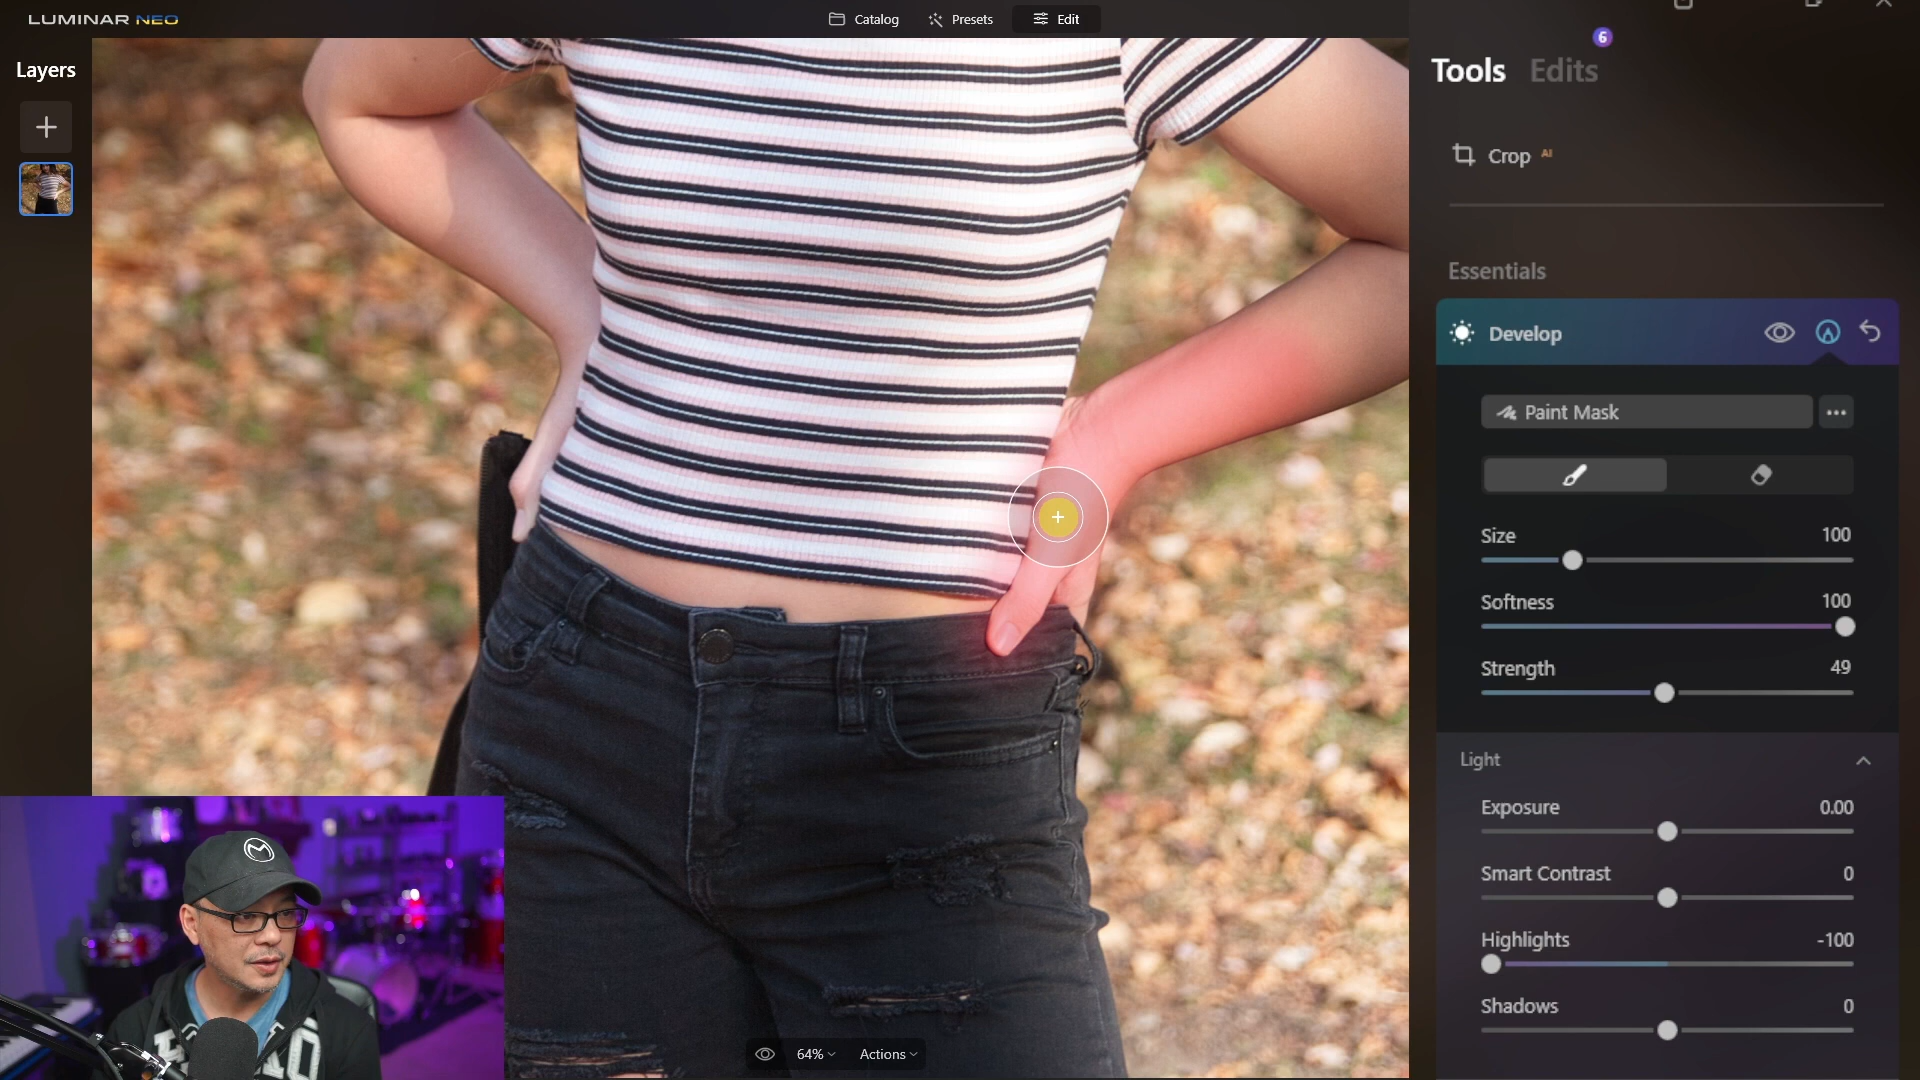 LUMINAR NEO
Catalog
Presets
Edit
Layers
6
Tools
Edits
Crop AI
Essentials
Develop
Paint Mask
Size 100
Softness 100
Strength 49
Light
Exposure 0.00
Smart Contrast 0
Highlights -100
Shadows 0
64%
Actions